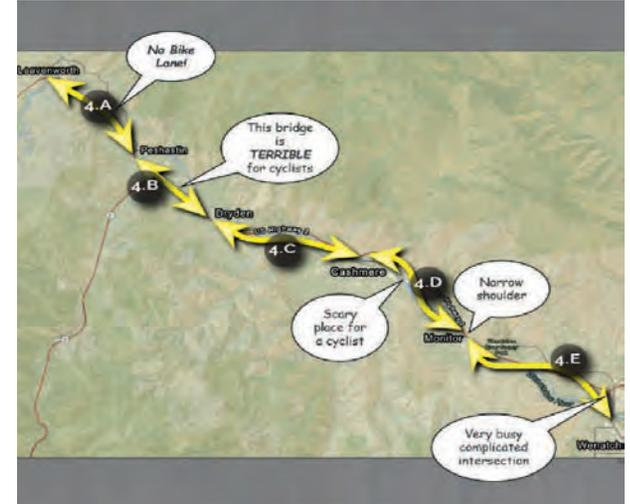 No Bike
Lane!
Leavenworth
4.A
This bridge
is
TERRIBLE
for cyclists
Peshastin
4.B
Dryden
US Highway 2
4.C
Cashmere
4.D
Narrow
shoulder
Scary
place for
a cyclist
Monitor
4.E
Very busy
complicated
intersection
Wenatch